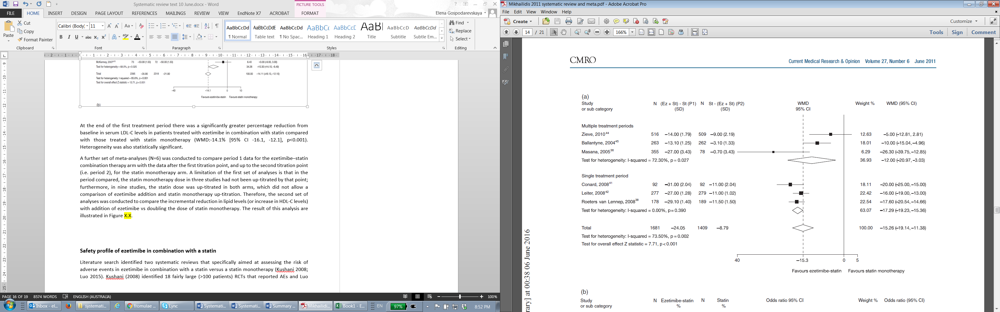 Systematic review text 10 June.docx - Word
PICTURE TOOLS
FILE HOME INSERT DESIGN PAGE LAYOUT REFERENCES MAILINGS REVIEW VIEW EndNote X7 ACROBAT FORMAT
Elena Gospodarevskaya
Paste
Cut
Copy
Format Painter
Clipboard
Calibri (Body) 11
Font
Paragraph
AaBbCcDd AaBbCcDdE AaBbCcDd AaBbC AaBbCcD AaB AaBbCcD AaBbCcDd
¶ Normal Table text ¶ No Spac... Heading 1 Heading 2 Title Subtitle Subtle Em...
Styles
Find
Replace
Select
Editing
McKenney, 2007 73 −53.00 (1.53) 72 −50.00 (1.53) 6.40 −3.00 (−9.00, 3.00)
Test for heterogeneity = 68.0%, p=0.025 34.26 −10.30 (−14.10, −6.49)
Total 2395 −35.90 2318 −21.80 100.00 −14.11 (−16.13, −12.10)
Test for heterogeneity: I-squared = 65.8%, p=0.001
Test for overall effect Z statistic = 13.71, p<0.001
−40 −14.1 0 10
Favours ezetimibe-statin Favours statin monotherapy
(b)
At the end of the first treatment period there was a significantly greater percentage reduction from
baseline in serum LDL-C levels in patients treated with ezetimibe in combination with statin compared
with those treated with statin monotherapy (WMD:-14.1% [95% CI -16.1, -12.1], p<0.001).
Heterogeneity was also statistically significant.
A further set of meta-analyses (N=6) was conducted to compare period 1 data for the ezetimibe–statin
combination therapy arm with the data after the first titration point, and up to the second titration point
(i.e. period 2), for the statin monotherapy arm. A limitation of the first set of analyses is that in the
period compared, the statin monotherapy dose in three studies had not been up-titrated by that point;
furthermore, in nine studies, the statin dose was up-titrated in both arms, which did not allow a
comparison of ezetimibe addition and statin monotherapy up-titration. Therefore, the second set of
analyses was conducted to compare the incremental reduction in lipid levels (or increase in HDL-C levels)
with addition of ezetimibe vs doubling the dose of statin monotherapy. The result of this analysis are
illustrated in Figure X.X.
Safety profile of ezetimibe in combination with a statin
Literature search identified two systematic reviews that specifically aimed at assessing the risk of
adverse events in ezetimibe in combination with a statin versus a statin monotherapy (Kushani 2008;
Luo 2015). Kushani (2008) identified 18 fairly large (>100 patients) RCTs that reported AEs and Luo
PAGE 16 OF 19 8574 WORDS ENGLISH (AUSTRALIA) 100%
Mikhailidis 2011 systematic review and meta.pdf - Adobe Acrobat Pro
File Edit View Window Help
Create
Customize
14 / 21 166%
Tools Sign Comment
CMRO
Current Medical Research & Opinion Volume 27, Number 6 June 2011
(a)
Study N (Ez + St) - St (P1) N St - (Ez + St) (P2) WMD Weight % WMD (95% CI)
or sub category (SD) (SD) 95% CI
Multiple treatment periods
Zieve, 2010⁴⁴ 516 −14.00 (1.79) 509 −9.00 (2.19) 12.63 −5.00 (−12.81, 2.81)
Ballantyne, 2004⁴⁵ 263 −13.10 (1.25) 262 −3.10 (1.33) 18.01 −10.00 (−15.04, −4.96)
Masana, 2005³⁶ 355 −27.00 (3.43) 78 −0.70 (3.43) 6.29 −26.30 (−39.75, −12.85)
Test for heterogeneity: I-squared = 72.30%, p = 0.027 36.93 −12.00 (−20.97, −3.03)
Single treatment period
Conard, 2008⁴¹ 92 −31.00 (2.04) 92 −11.00 (2.04) 18.11 −20.00 (−25.00, −15.00)
Leiter, 2008⁴² 277 −27.00 (1.28) 279 −11.00 (1.02) 22.42 −16.00 (−19.00, −13.00)
Roeters van Lennep, 2008³⁸ 178 −29.10 (1.40) 189 −11.50 (1.50) 22.54 −17.60 (−20.54, −14.66)
Test for heterogeneity: I-squared = 0.00%, p = 0.390 63.07 −17.29 (−19.23, −15.36)
Total 1681 −24.05 1409 −8.79 100.00 −15.26 (−19.14, −11.38)
Test for heterogeneity: I-squared = 73.50%, p = 0.002
Test for overall effect Z statistic = 7.71, p < 0.001
40 −15.3 0 5
Favours ezetimibe-statin Favours statin monotherapy
(b)
Study N Ezetimibe-statin N Statin Odds ratio 95% CI Weight % Odds ratio (95% CI)
or sub category % %
rary] at 00:38 06 June 2016
Inbox - el... systemati... fromulae ... Lync Systemati... Systemati... Summary ... Mikhailidi... Book1 - E... EN 97% 8:52 PM